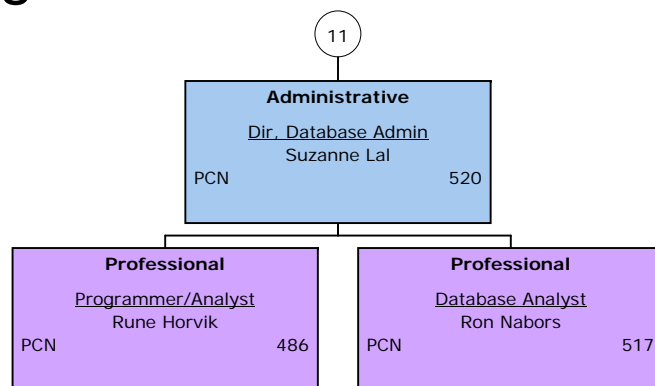 g
11
Administrative
Dir, Database Admin
Suzanne Lal
PCN 520
Professional
Programmer/Analyst
Rune Horvik
PCN 486
Professional
Database Analyst
Ron Nabors
PCN 517